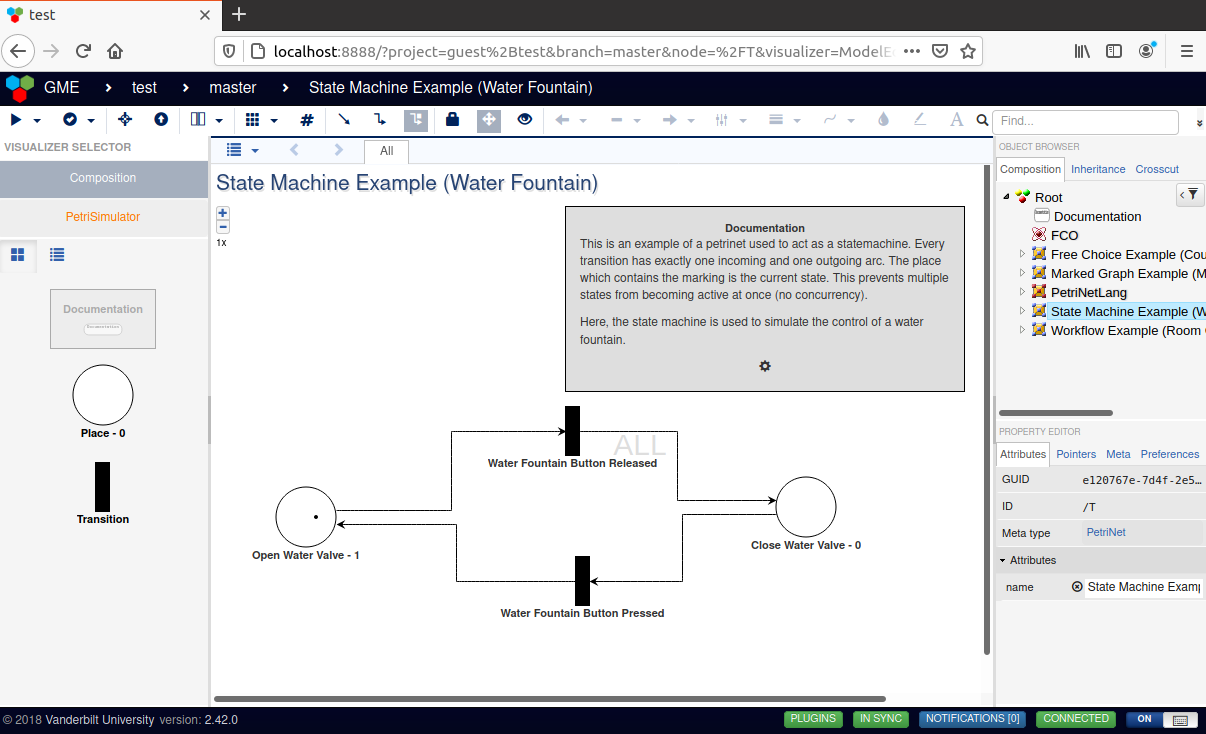 test
localhost:8888/?project=guest%2Btest&branch=master&node=%2FT&visualizer=ModelE
GME
test
master
State Machine Example (Water Fountain)
Find...
VISUALIZER SELECTOR
Composition
PetriSimulator
Documentation
Documentation
Place - 0
Transition
All
State Machine Example (Water Fountain)
1x
Documentation
This is an example of a petrinet used to act as a statemachine. Every
transition has exactly one incoming and one outgoing arc. The place
which contains the marking is the current state. This prevents multiple
states from becoming active at once (no concurrency).
Here, the state machine is used to simulate the control of a water
fountain.
ALL
Water Fountain Button Released
Open Water Valve - 1
Close Water Valve - 0
Water Fountain Button Pressed
OBJECT BROWSER
Composition Inheritance Crosscut
Root
Documentation
FCO
Free Choice Example (Cou
Marked Graph Example (M
PetriNetLang
State Machine Example (W
Workflow Example (Room
PROPERTY EDITOR
Attributes Pointers Meta Preferences
GUID e120767e-7d4f-2e5...
ID /T
Meta type PetriNet
Attributes
name State Machine Examp
© 2018 Vanderbilt University version: 2.42.0
PLUGINS IN SYNC NOTIFICATIONS [0] CONNECTED ON